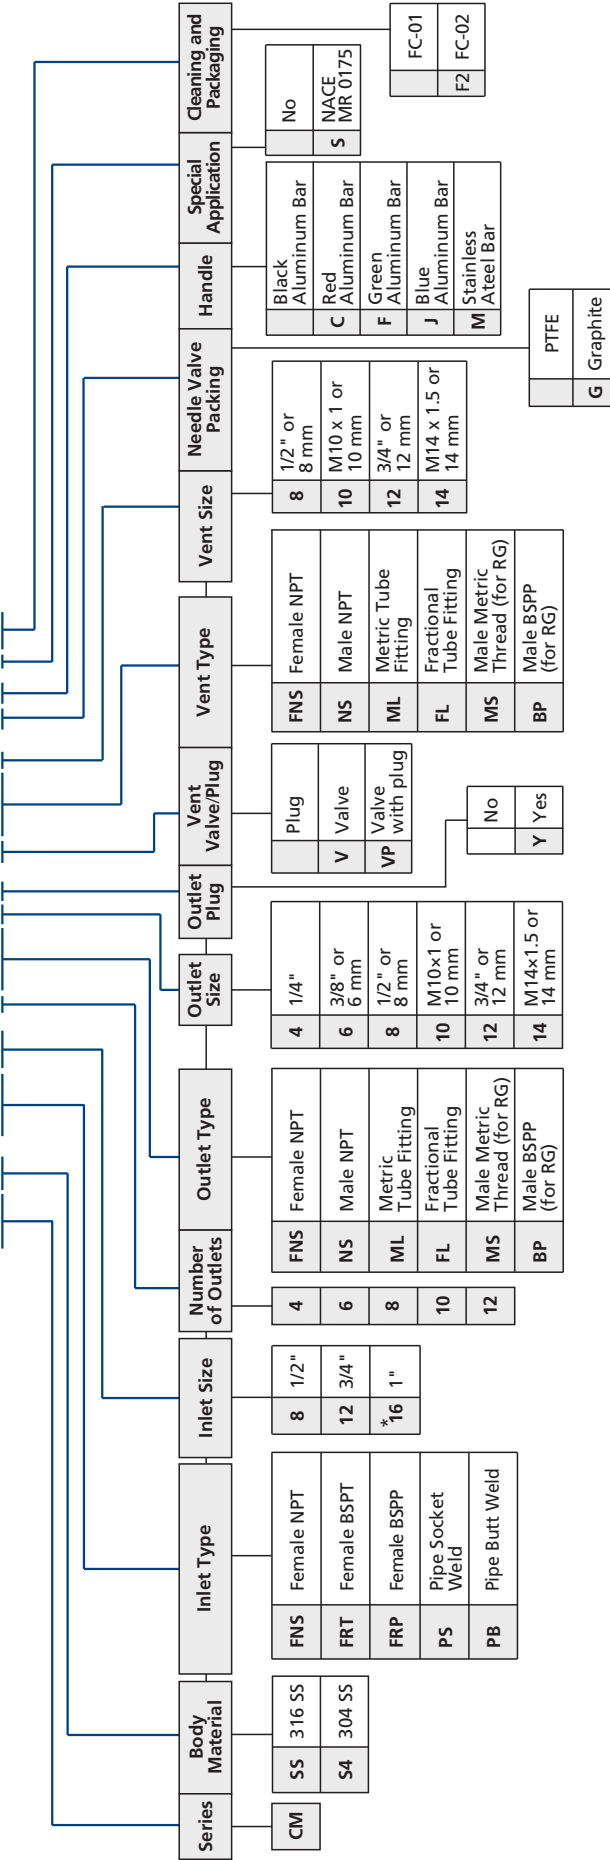 Series
CM
Body
Material
SS 316 SS
S4 304 SS
Inlet Type
FNS Female NPT
FRT Female BSPT
FRP Female BSPP
PS Pipe Socket
Weld
PB Pipe Butt Weld
Inlet Size
8 1/2"
12 3/4"
*16 1"
Number
of Outlets
4
6
8
10
12
Outlet Type
FNS Female NPT
NS Male NPT
ML Metric
Tube Fitting
FL Fractional
Tube Fitting
MS Male Metric
Thread (for RG)
BP Male BSPP
(for RG)
Outlet
Size
4 1/4"
6 3/8" or
6 mm
8 1/2" or
8 mm
10 M10×1 or
10 mm
12 3/4" or
12 mm
14 M14×1.5 or
14 mm
Outlet
Plug
No
Y Yes
Vent
Valve/Plug
Plug
V Valve
VP Valve
with plug
Vent Type
FNS Female NPT
NS Male NPT
ML Metric Tube
Fitting
FL Fractional
Tube Fitting
MS Male Metric
Thread (for RG)
BP Male BSPP
(for RG)
Vent Size
8 1/2" or
8 mm
10 M10 x 1 or
10 mm
12 3/4" or
12 mm
14 M14 x 1.5 or
14 mm
Needle Valve
Packing
PTFE
G Graphite
Handle
Black
Aluminum Bar
C Red
Aluminum Bar
F Green
Aluminum Bar
J Blue
Aluminum Bar
M Stainless
Ateel Bar
Special
Application
No
S NACE
MR 0175
Cleaning and
Packaging
FC-01
F2 FC-02